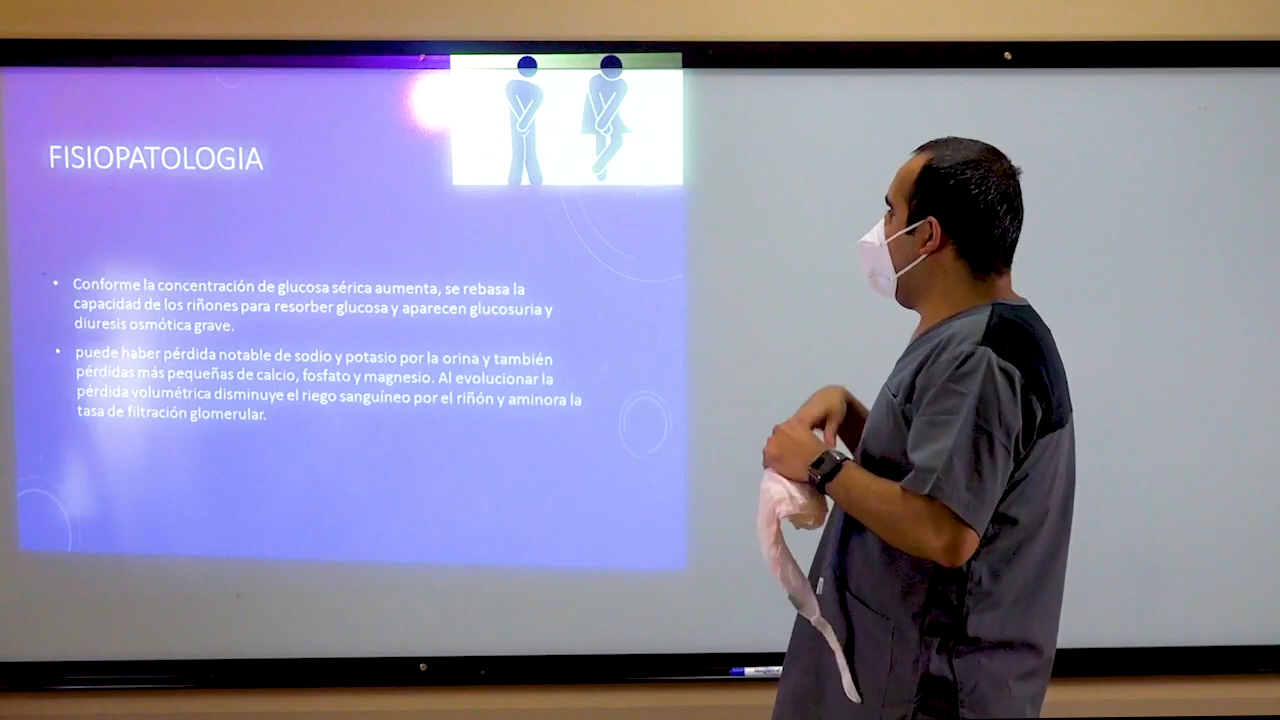 FISIOPATOLOGIA
• Conforme la concentración de glucosa sérica aumenta, se rebasa la
capacidad de los riñones para resorber glucosa y aparecen glucosuria y
diuresis osmótica grave.
• puede haber pérdida notable de sodio y potasio por la orina y también
pérdidas más pequeñas de calcio, fosfato y magnesio. Al evolucionar la
pérdida volumétrica disminuye el riego sanguíneo por el riñón y aminora la
tasa de filtración glomerular.